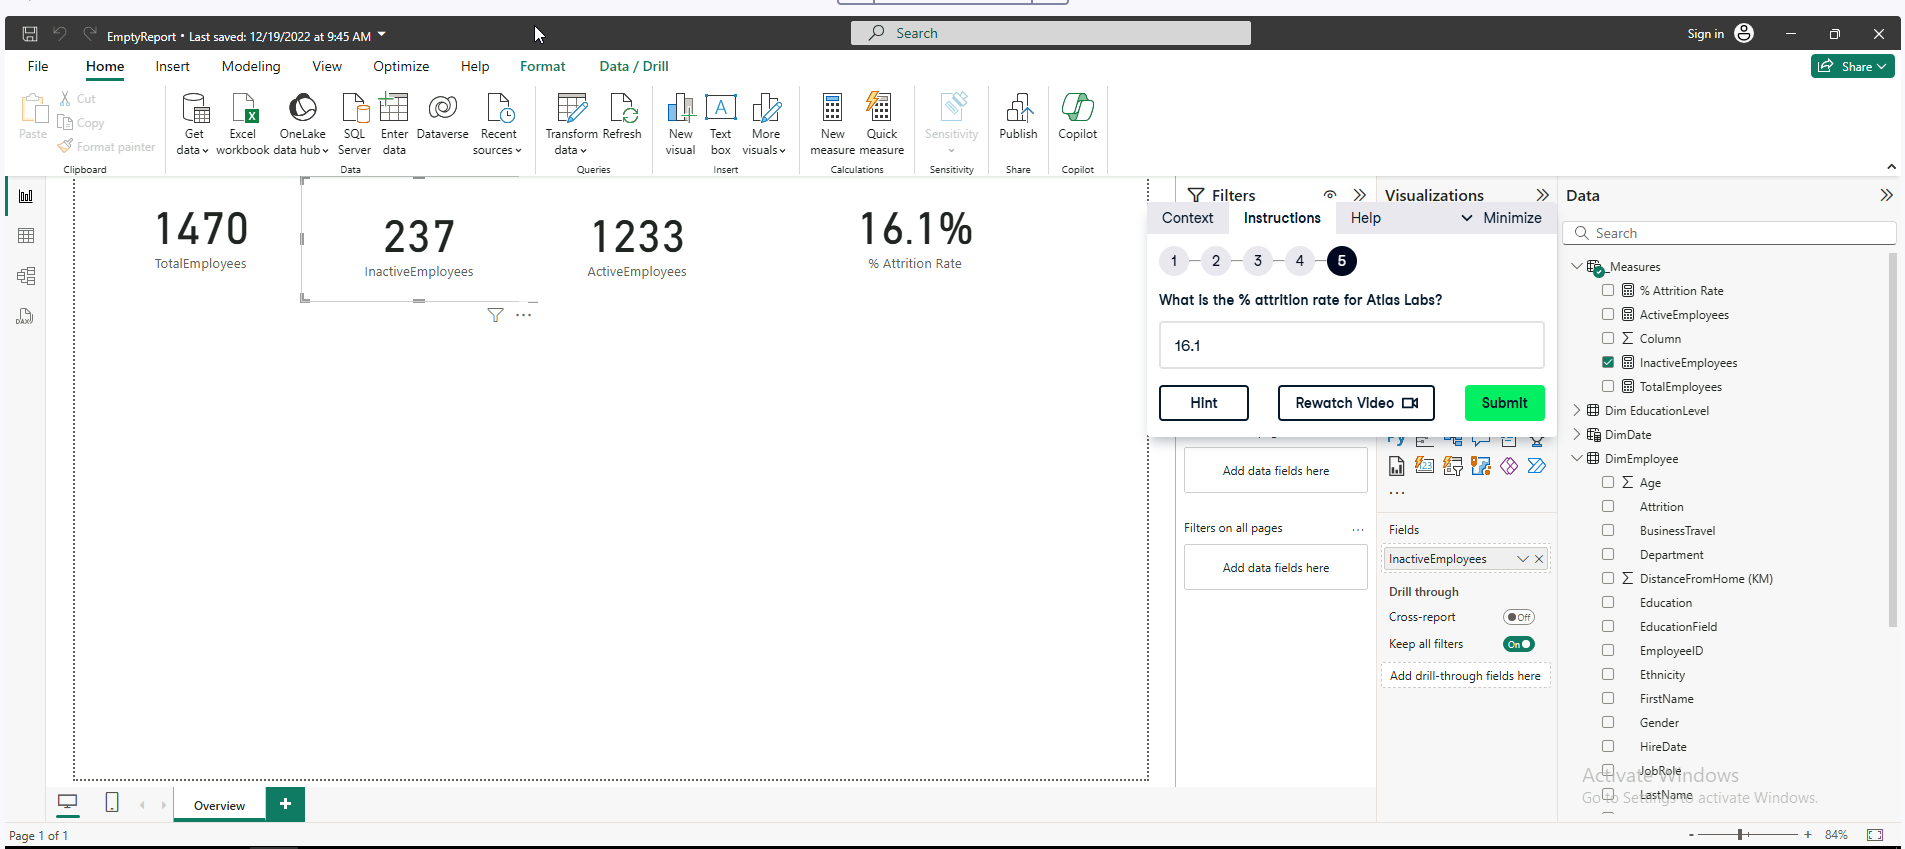 EmptyReport • Last saved: 12/19/2022 at 9:45 AM
Search
Sign in
File Home Insert Modeling View Optimize Help Format Data / Drill
Share
Paste
Cut
Copy
Format painter
Clipboard
Get data
Excel workbook
OneLake data hub
SQL Server
Enter data
Dataverse
Recent sources
Data
Transform data
Refresh
Queries
New visual
Text box
More visuals
Insert
New measure
Quick measure
Calculations
Sensitivity
Sensitivity
Publish
Share
Copilot
Copilot
1470
TotalEmployees
237
InactiveEmployees
1233
ActiveEmployees
16.1%
% Attrition Rate
Filters
Visualizations
Data
Context Instructions Help Minimize
1 2 3 4 5
What is the % attrition rate for Atlas Labs?
16.1
Hint
Rewatch Video
Submit
Add data fields here
Filters on all pages ...
Add data fields here
Py
123
...
Fields
InactiveEmployees
Drill through
Cross-report Off
Keep all filters On
Add drill-through fields here
Search
_Measures
% Attrition Rate
ActiveEmployees
Column
InactiveEmployees
TotalEmployees
Dim EducationLevel
DimDate
DimEmployee
Age
Attrition
BusinessTravel
Department
DistanceFromHome (KM)
Education
EducationField
EmployeeID
Ethnicity
FirstName
Gender
HireDate
JobRole
LastName
Activate Windows
Go to Settings to activate Windows.
Overview
Page 1 of 1
- + 84%